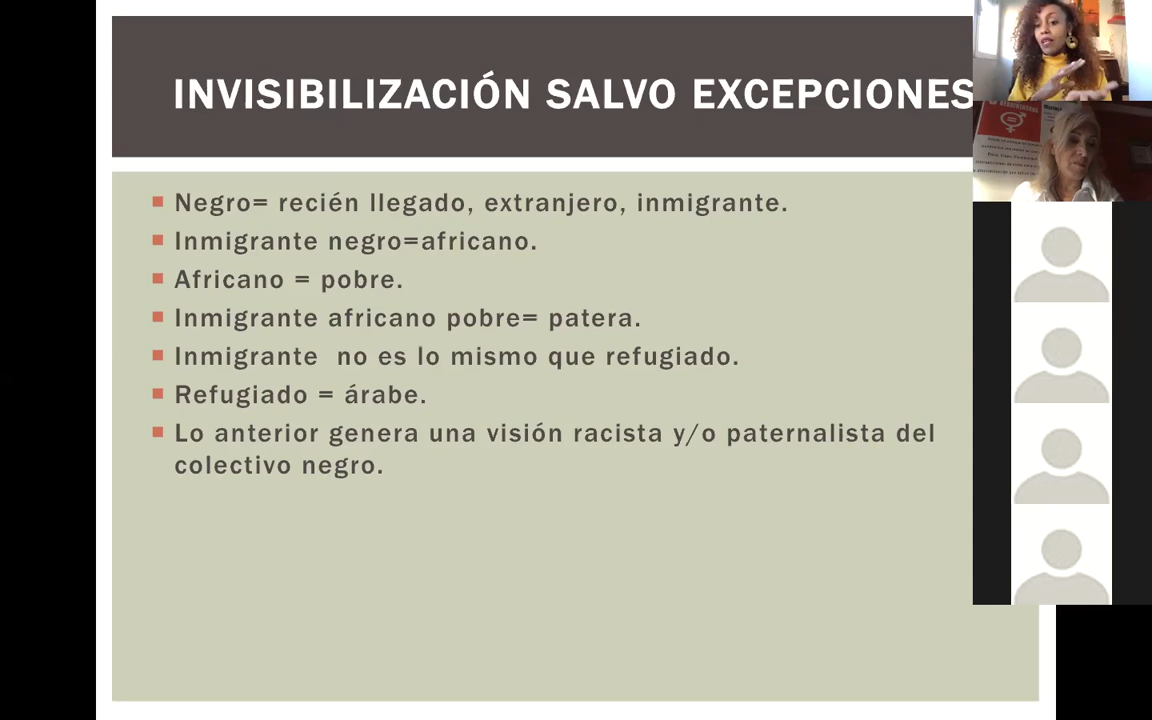 INVISIBILIZACIÓN SALVO EXCEPCIONES
Negro= recién llegado, extranjero, inmigrante.
Inmigrante negro=africano.
Africano = pobre.
Inmigrante africano pobre= patera.
Inmigrante  no es lo mismo que refugiado.
Refugiado = árabe.
Lo anterior genera una visión racista y/o paternalista del
colectivo negro.